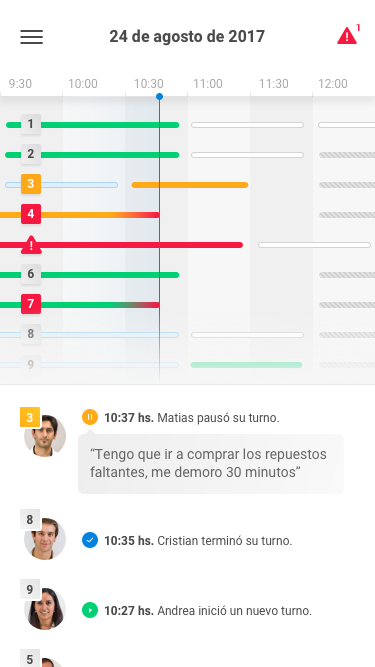 24 de agosto de 2017
1
9:30 10:00 10:30 11:00 11:30 12:00
1
2
3
4
!
6
7
8
9
3
10:37 hs. Matias pausó su turno.
“Tengo que ir a comprar los repuestos
faltantes, me demoro 30 minutos”
8
10:35 hs. Cristian terminó su turno.
9
10:27 hs. Andrea inició un nuevo turno.
5